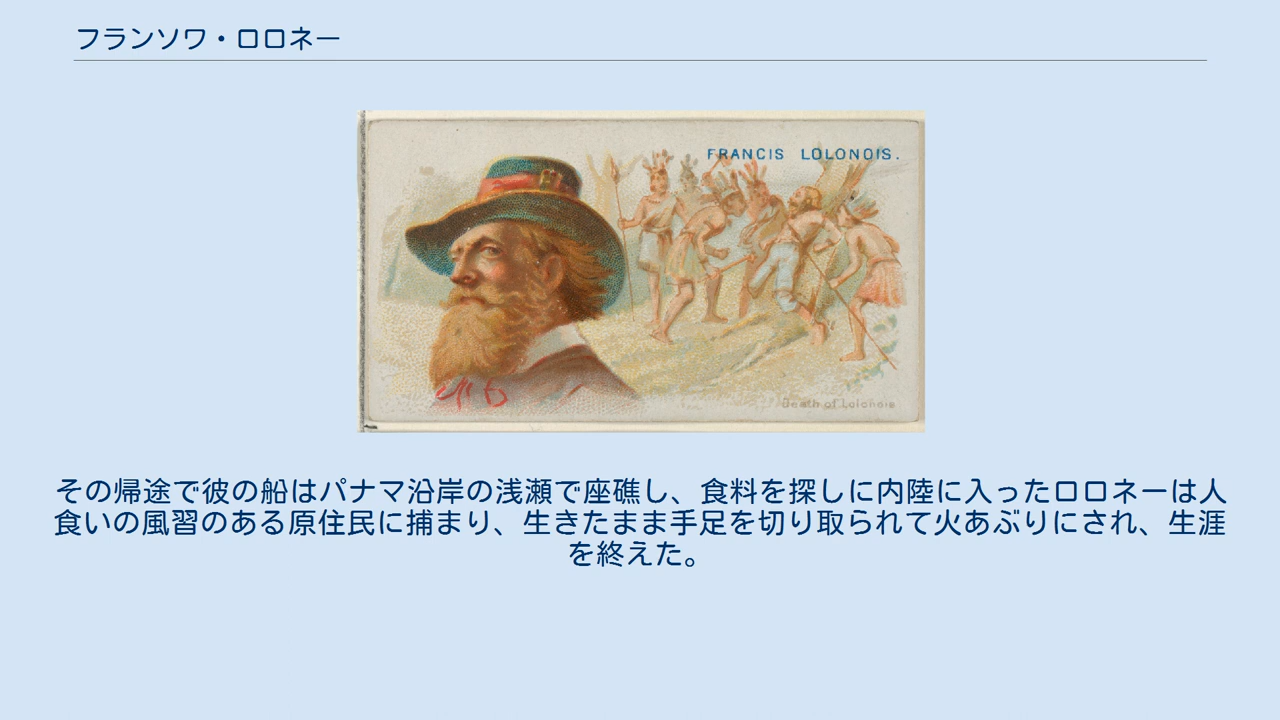 フランソワ・ロロネー
FRANCIS LOLONOIS.
Death of Lolonois
その帰途で彼の船はパナマ沿岸の浅瀬で座礁し、食料を探しに内陸に入ったロロネーは人
食いの風習のある原住民に捕まり、生きたまま手足を切り取られて火あぶりにされ、生涯
を終えた。